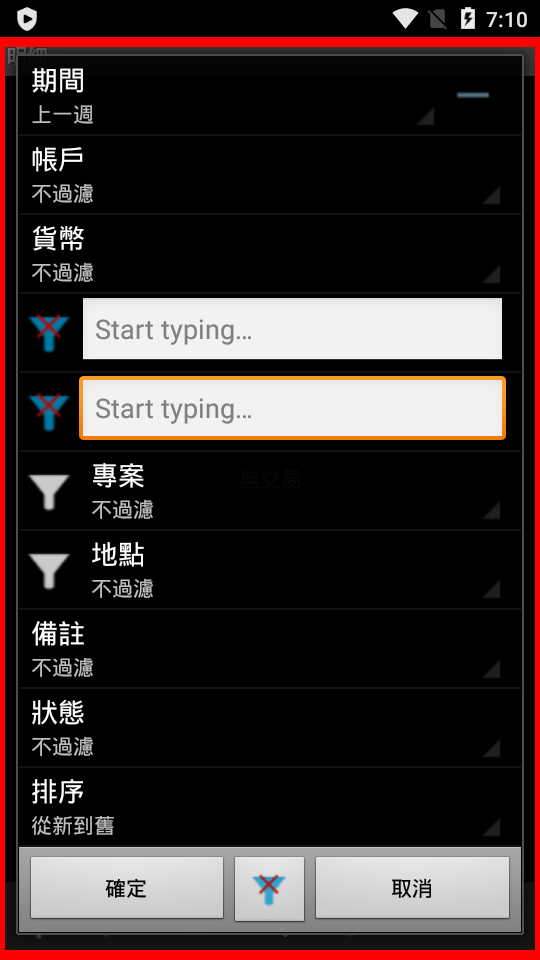 7:10
期間
上一週
帳戶
不過濾
貨幣
不過濾
Start typing...
Start typing...
專案
不過濾
無交易
地點
不過濾
備註
不過濾
狀態
不過濾
排序
從新到舊
確定
取消